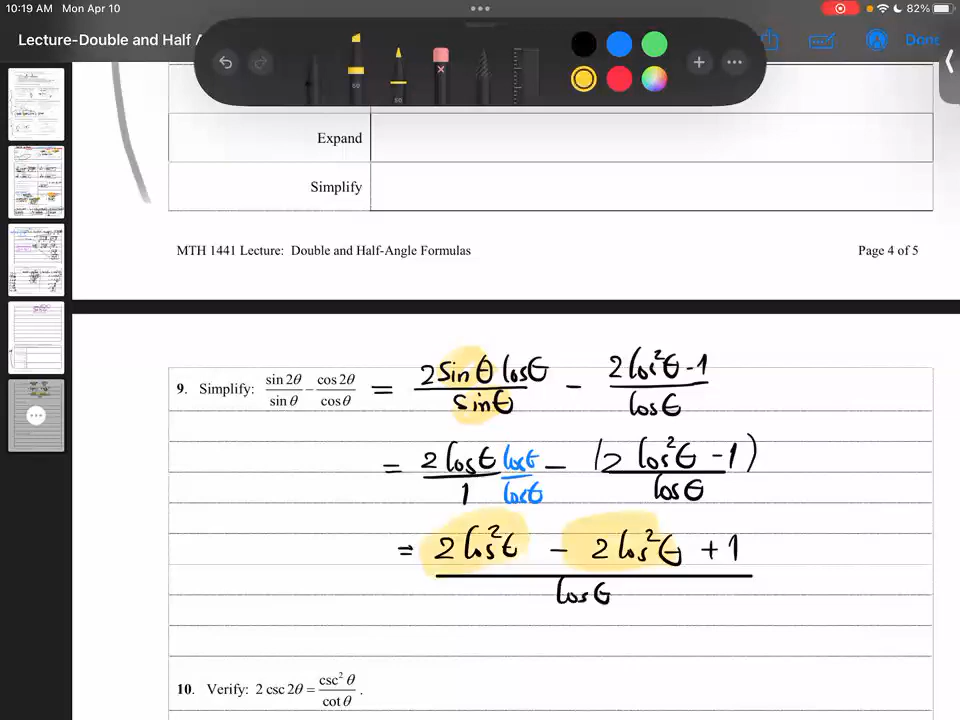 10:19 AM Mon Apr 10
82%
Lecture-Double and Half A
Done
Expand
Simplify
MTH 1441 Lecture: Double and Half-Angle Formulas
Page 4 of 5
9. Simplify: sin 2θ / sin θ − cos 2θ / cos θ = 2 sin θ cos θ / sin θ − 2 cos²θ - 1 / cos θ
= 2 cos θ / 1 cos θ / cos θ − (2 cos²θ − 1) / cos θ
= 2 cos²θ − 2 cos²θ + 1 / cos θ
10. Verify: 2 csc 2θ = csc² θ / cot θ .